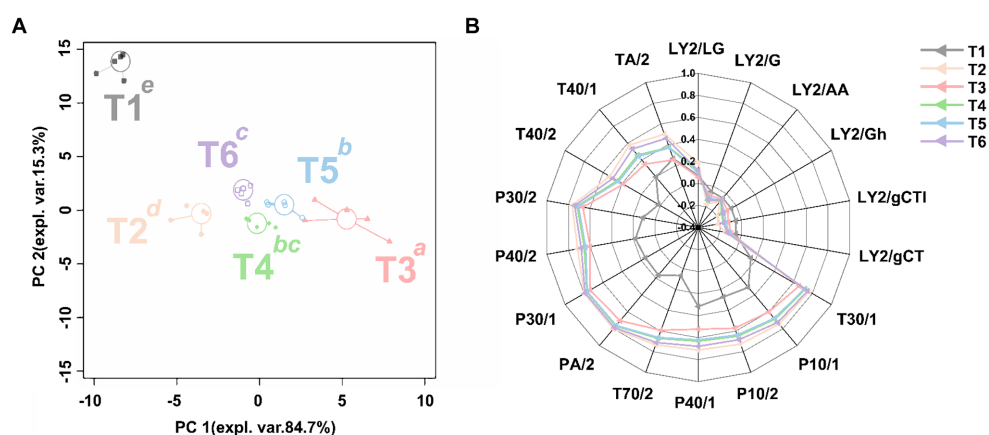 A
PC 2(expl. var.15.3%)
15
10
5
0
-5
-10
-15
-10
-5
0
5
10
PC 1(expl. var.84.7%)
T1e
T6c
T5b
T2d
T4bc
T3a
B
LY2/LG
LY2/G
LY2/AA
LY2/Gh
LY2/gCTI
LY2/gCT
T30/1
P10/1
P10/2
P40/1
T70/2
PA/2
P30/1
P40/2
P30/2
T40/2
T40/1
TA/2
1.0
0.8
0.6
0.4
0.2
0.0
-0.2
-0.4
T1
T2
T3
T4
T5
T6